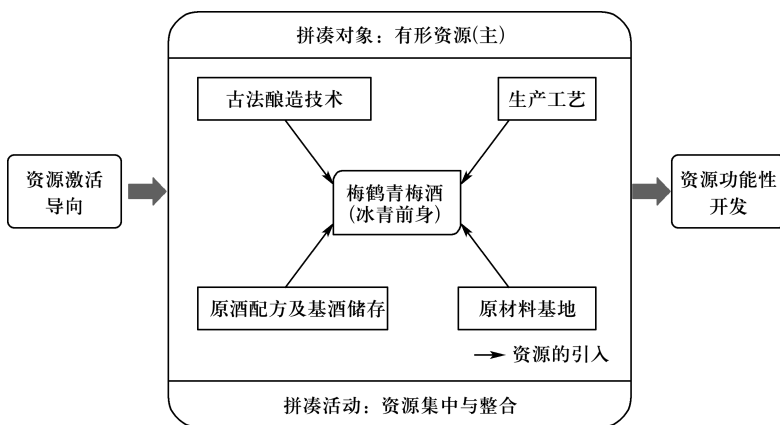 拼凑对象：有形资源(主)
古法酿造技术
生产工艺
资源激活
导向
梅鹤青梅酒
(冰青前身)
资源功能性
开发
原酒配方及基酒储存
原材料基地
资源的引入
拼凑活动：资源集中与整合